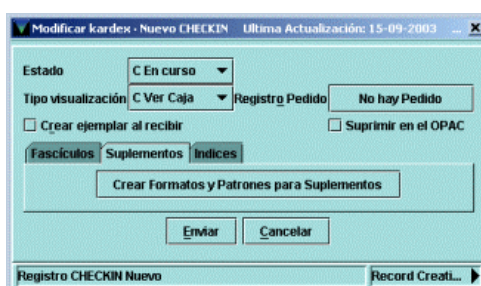 Modificar kardex - Nuevo CHECKIN Ultima Actualización: 15-09-2003 ... X
Estado C En curso
Tipo visualización C Ver Caja Registro Pedido No hay Pedido
Crear ejemplar al recibir Suprimir en el OPAC
Fascículos Suplementos Indices
Crear Formatos y Patrones para Suplementos
Enviar Cancelar
Registro CHECKIN Nuevo Record Creati...